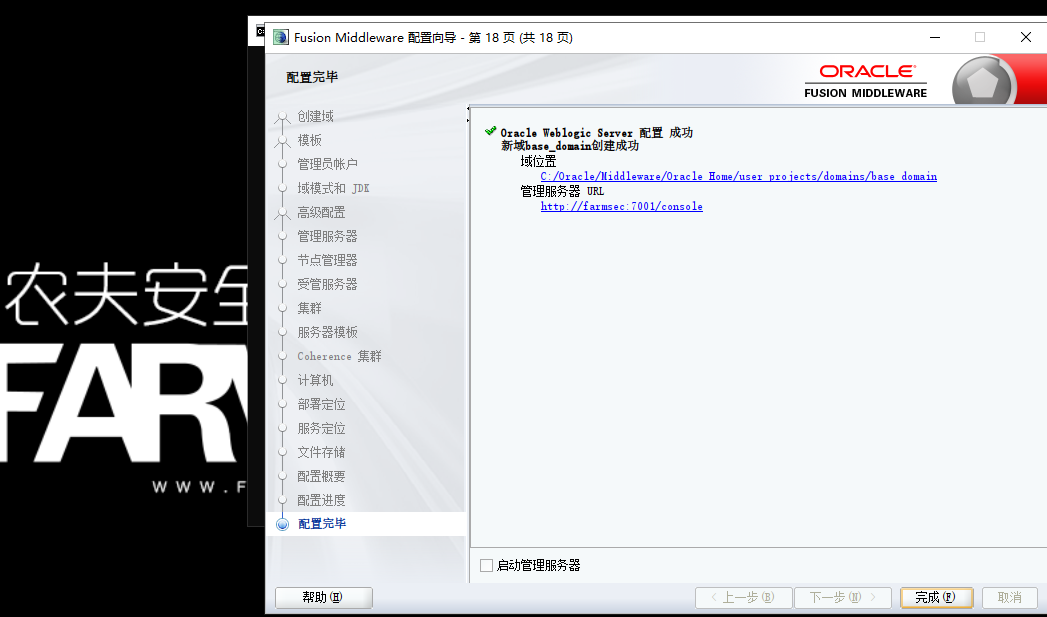 Fusion Middleware 配置向导 - 第 18 页 (共 18 页)
配置完毕
ORACLE
FUSION MIDDLEWARE
创建域
模板
管理员帐户
域模式和 JDK
高级配置
管理服务器
节点管理器
受管服务器
集群
服务器模板
Coherence 集群
计算机
部署定位
服务定位
文件存储
配置概要
配置进度
配置完毕
Oracle Weblogic Server 配置 成功
新域base_domain创建成功
域位置
C:/Oracle/Middleware/Oracle_Home/user_projects/domains/base_domain
管理服务器 URL
http://farmsec:7001/console
启动管理服务器
帮助(H)
< 上一步(B)
下一步(N) >
完成(F)
取消
农夫安全
FAR
WWW.F